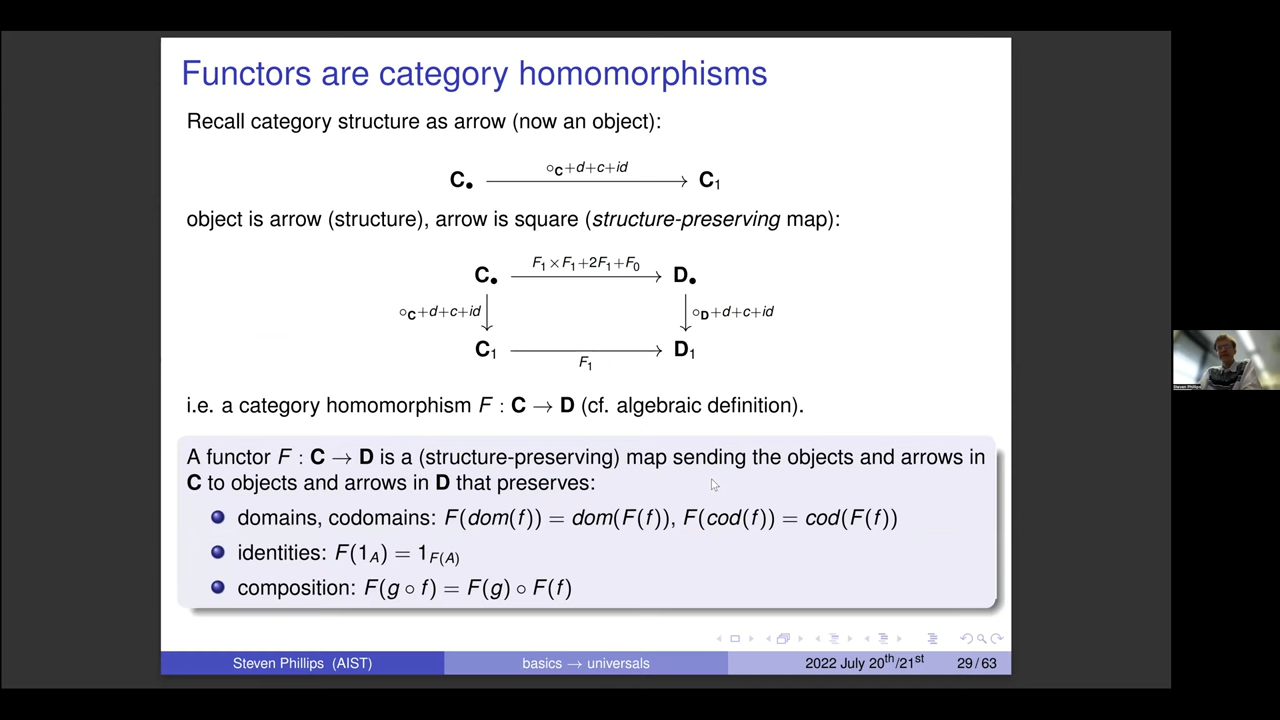 Functors are category homomorphisms
Recall category structure as arrow (now an object):
∘C+d+c+id
C• → C1
object is arrow (structure), arrow is square (structure-preserving map):
F1×F1+2F1+F0
C• → D•
∘C+d+c+id ↓ ↓ ∘D+d+c+id
C1 → D1
F1
i.e. a category homomorphism F : C → D (cf. algebraic definition).
A functor F : C → D is a (structure-preserving) map sending the objects and arrows in
C to objects and arrows in D that preserves:
domains, codomains: F(dom(f)) = dom(F(f)), F(cod(f)) = cod(F(f))
identities: F(1A) = 1F(A)
composition: F(g ∘ f) = F(g) ∘ F(f)
Steven Phillips (AIST) basics → universals 2022 July 20th/21st 29 / 63
Steven Phillips